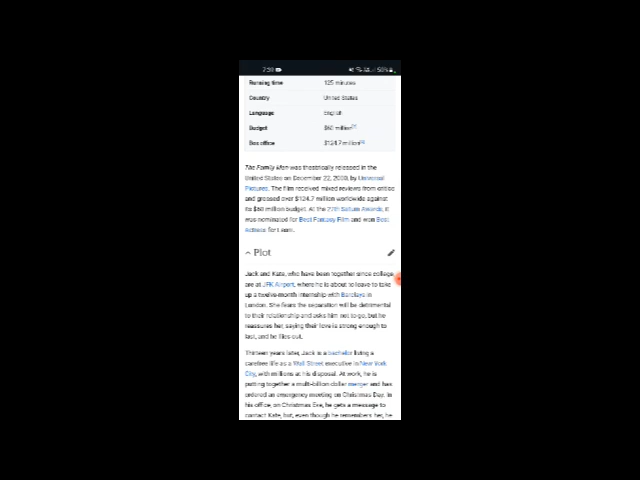 7:59
56%
Running time 125 minutes
Country United States
Language English
Budget $60 million
Box office $124.7 million
The Family Man was theatrically released in the
United States on December 22, 2000, by Universal
Pictures. The film received mixed reviews from critics
and grossed over $124.7 million worldwide against
its $60 million budget. At the 27th Saturn Awards, it
was nominated for Best Fantasy Film and won Best
Actress for Leoni.
Plot
Jack and Kate, who have been together since college,
are at JFK Airport, where he is about to leave to take
up a twelve-month internship with Barclays in
London. She fears the separation will be detrimental
to their relationship and asks him not to go, but he
reassures her, saying their love is strong enough to
last, and he flies out.
Thirteen years later, Jack is a bachelor living a
carefree life as a Wall Street executive in New York
City, with millions at his disposal. At work, he is
putting together a multi-billion dollar merger and has
ordered an emergency meeting on Christmas Day. In
his office, on Christmas Eve, he gets a message to
contact Kate, but, even though he remembers her, he